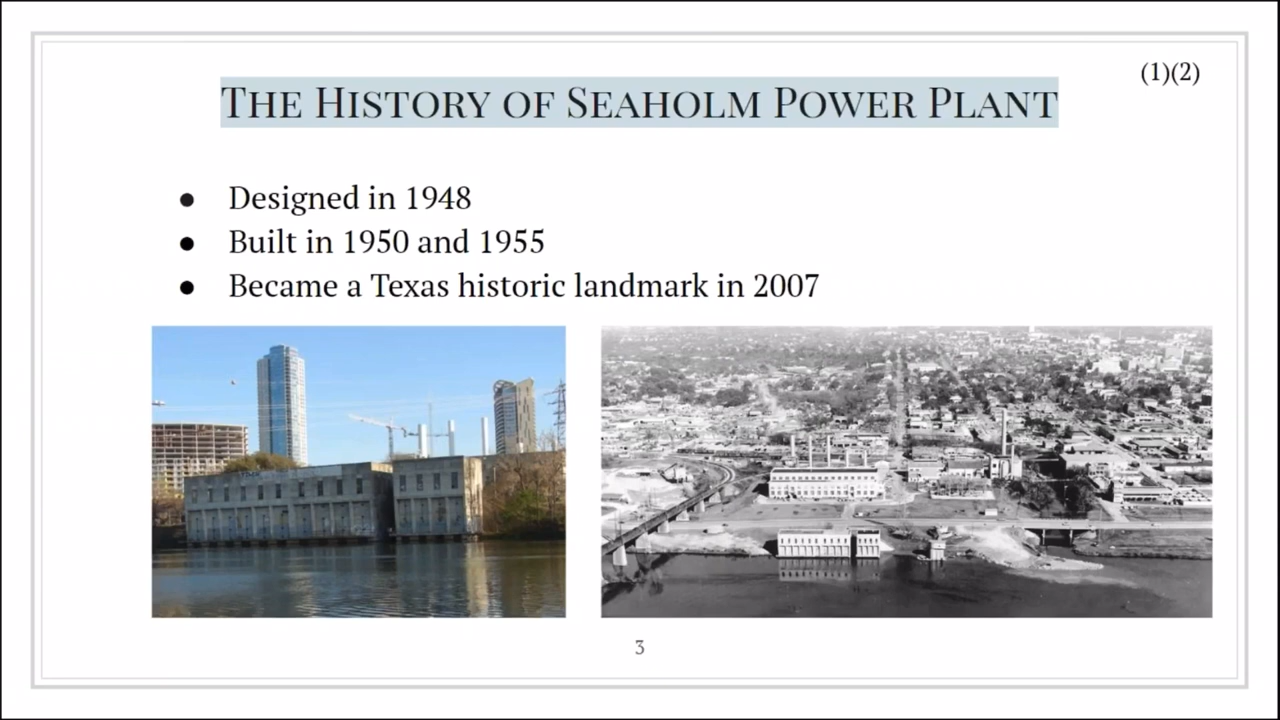 (1)(2)
The History of Seaholm Power Plant
● Designed in 1948
● Built in 1950 and 1955
● Became a Texas historic landmark in 2007
3